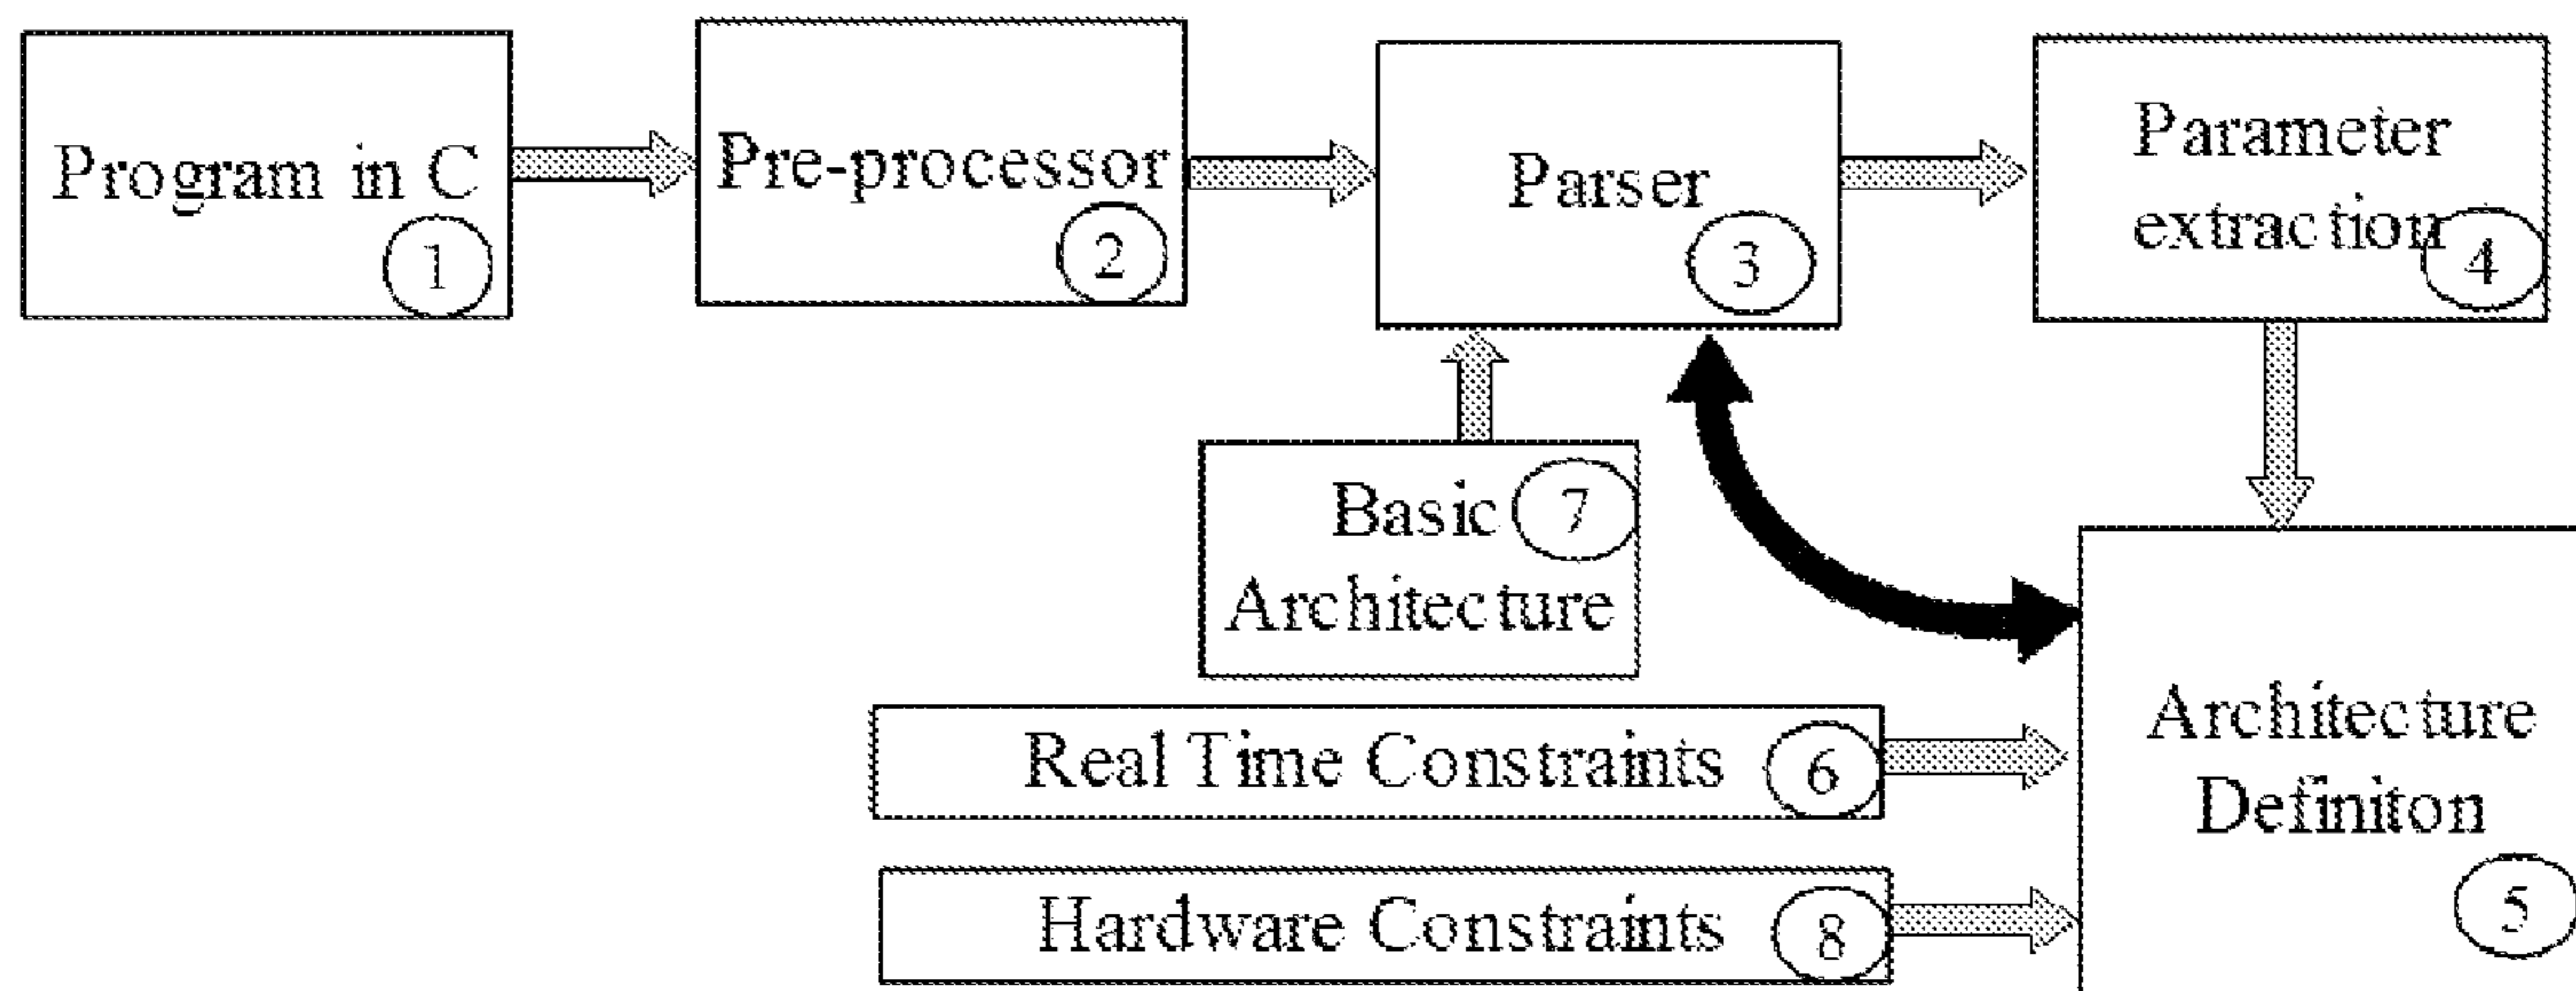 Program in C
1
Pre-processor
2
Parser
3
Parameter
extraction
4
Basic
7
Architecture
Real Time Constraints
6
Hardware Constraints
8
Architecture
Definiton
5